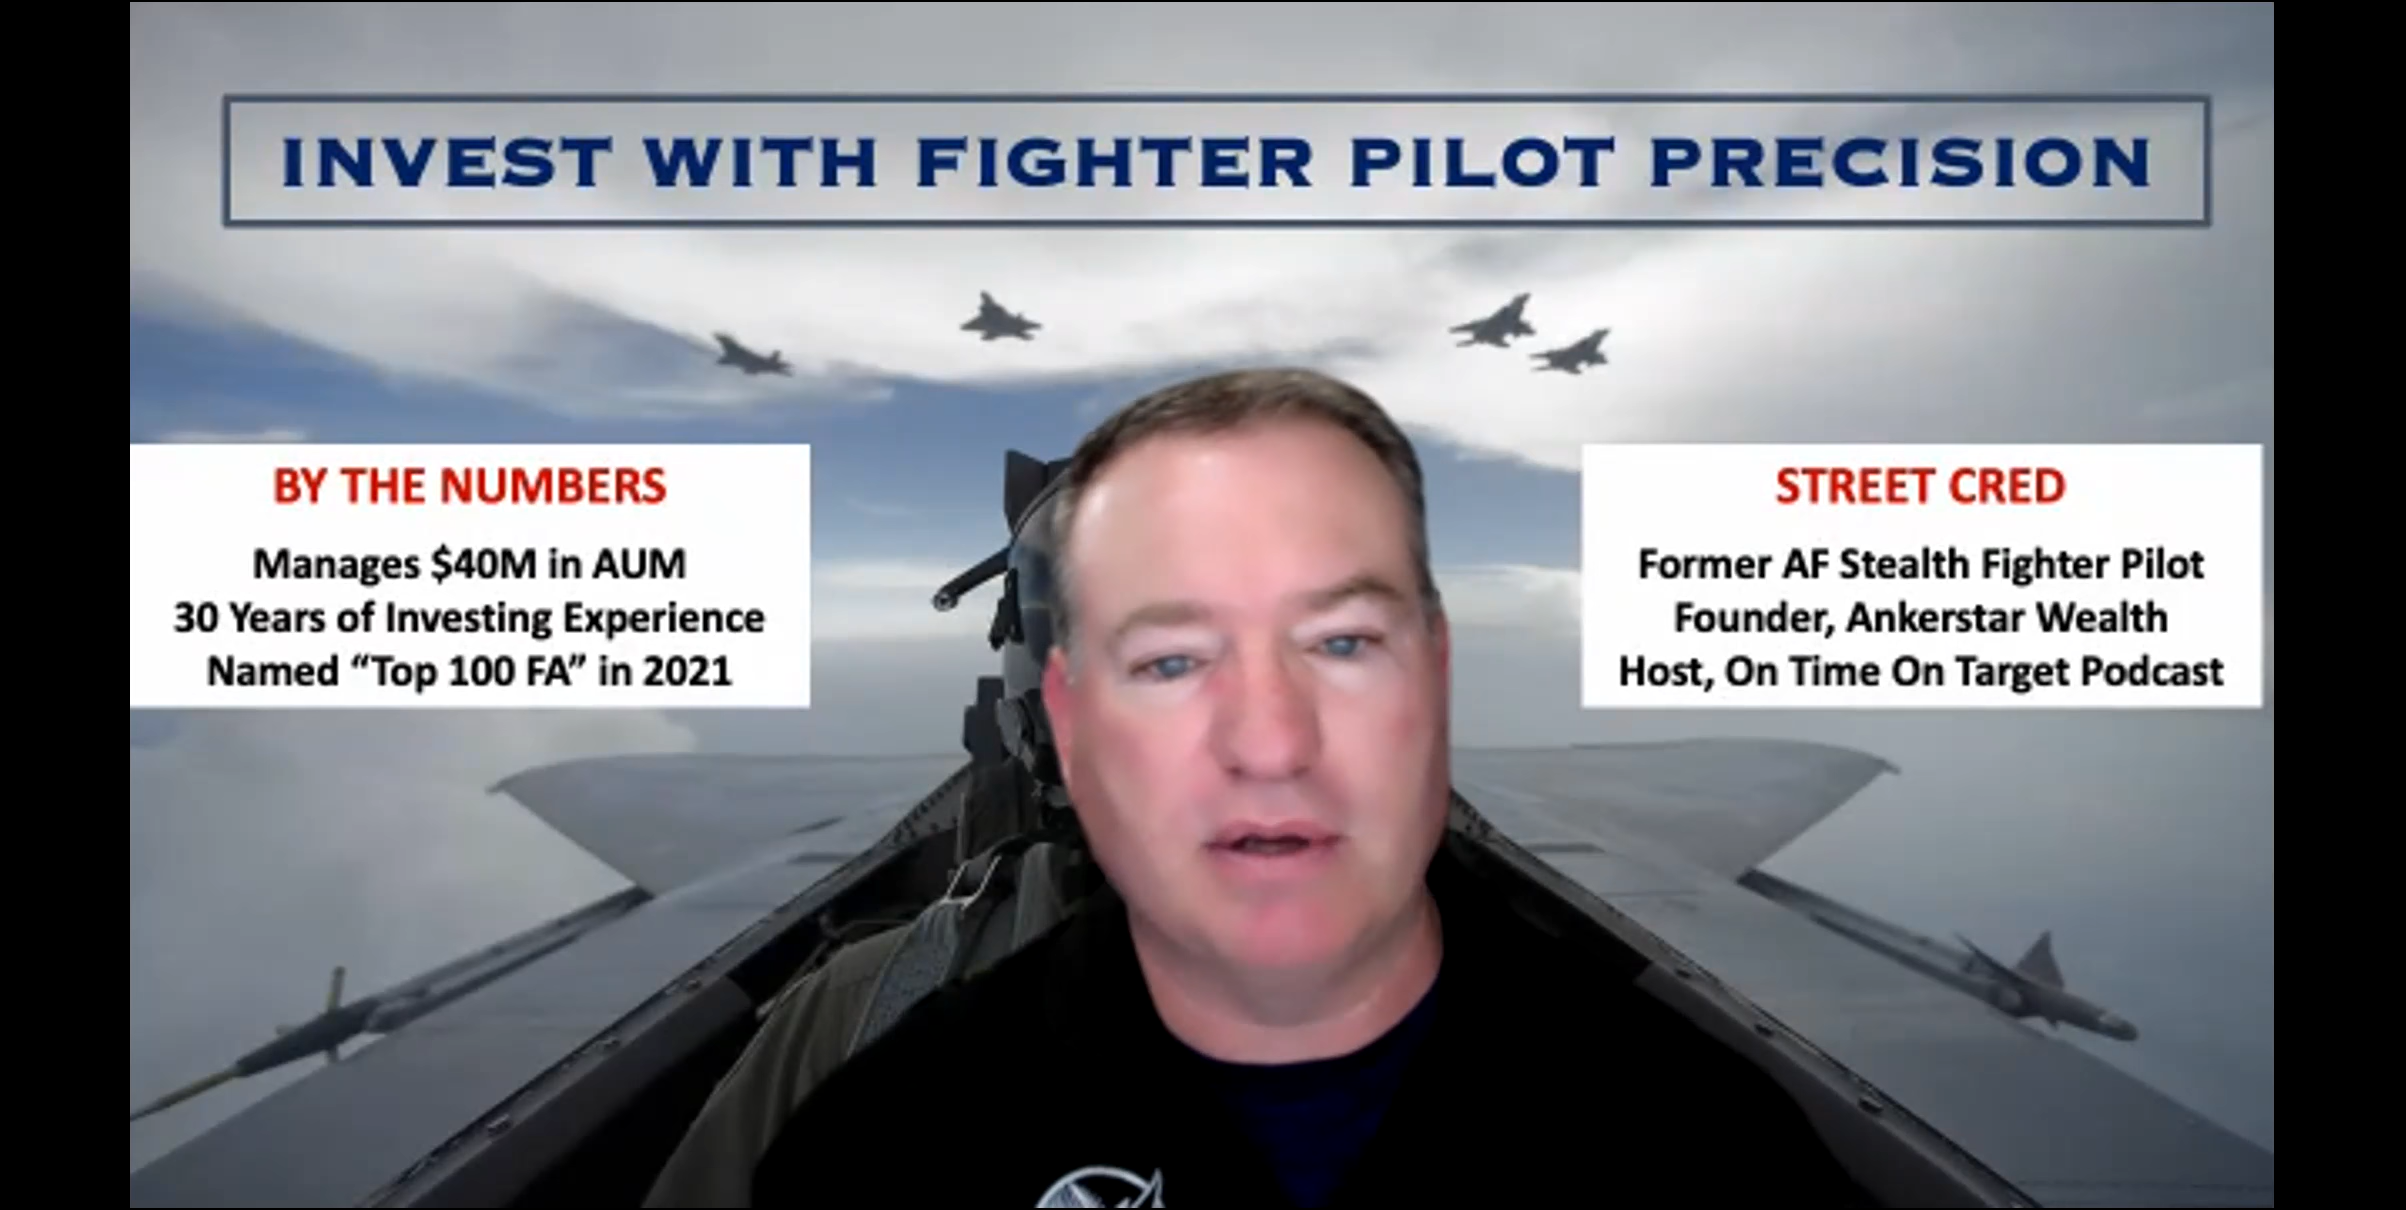 INVEST WITH FIGHTER PILOT PRECISION
BY THE NUMBERS
Manages $40M in AUM
30 Years of Investing Experience
Named “Top 100 FA” in 2021
STREET CRED
Former AF Stealth Fighter Pilot
Founder, Ankerstar Wealth
Host, On Time On Target Podcast